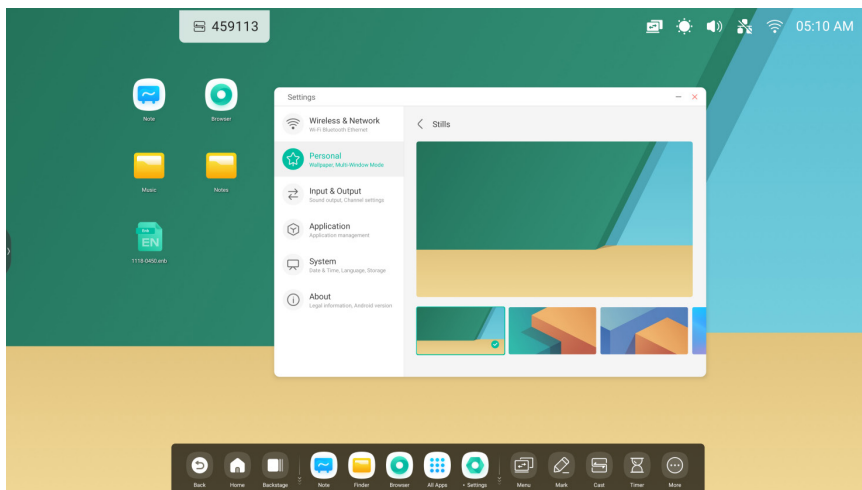 459113
05:10 AM
Note
Browser
Music
Notes
EN
1118-0450.enb
Settings
Wireless & Network
Wi-Fi Bluetooth Ethernet
Personal
Wallpaper, Multi-Window Mode
Input & Output
Sound output, Channel settings
Application
Application management
System
Date & Time, Language, Storage
About
Legal information, Android version
Stills
Back
Home
Backstage
Note
Finder
Browser
All Apps
• Settings
Menu
Mark
Cast
Timer
More